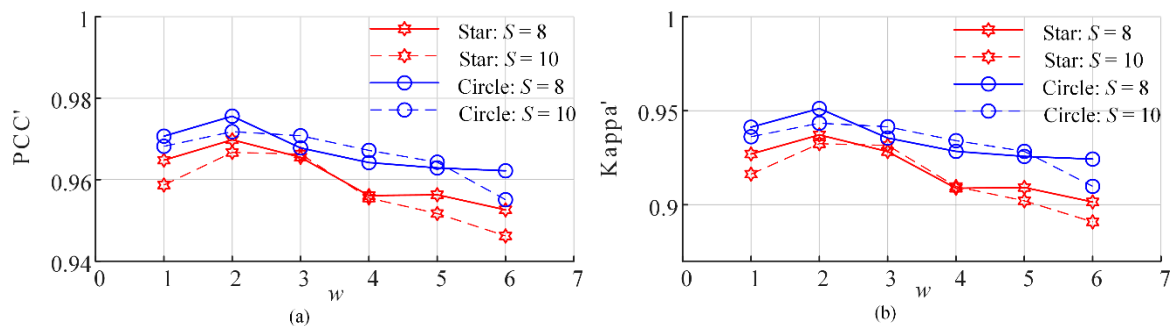 1
0.98
0.96
0.94
PCC'
0 1 2 3 4 5 6 7
w
(a)
Star: S = 8
Star: S = 10
Circle: S = 8
Circle: S = 10
1
0.95
0.9
Kappa'
0 1 2 3 4 5 6 7
w
(b)
Star: S = 8
Star: S = 10
Circle: S = 8
Circle: S = 10